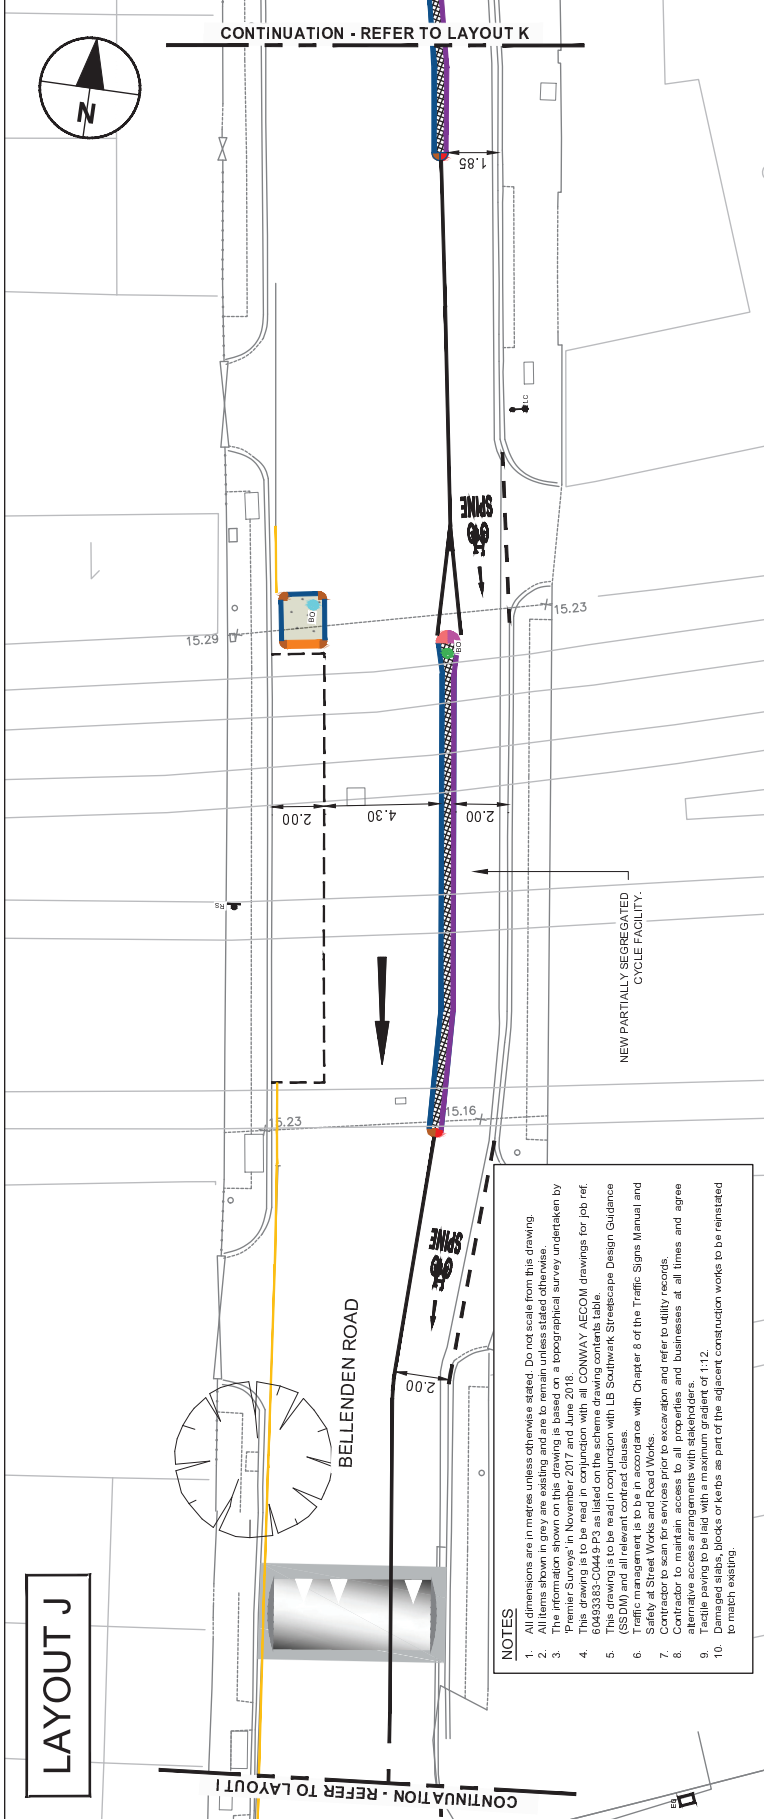 CONTINUATION - REFER TO LAYOUT K
N
1.85
LC
SPINE
BO
15.29
15.23
BO
2.00
4.30
2.00
RS
NEW PARTIALLY SEGREGATED
CYCLE FACILITY.
15.23
15.16
SPINE
2.00
BELLENDEN ROAD
LAYOUT J
NOTES
1. All dimensions are in metres unless otherwise stated. Do not scale from this drawing.
2. All items shown in grey are existing and are to remain unless stated otherwise.
3. The information shown on this drawing is based on a topographical survey undertaken by
'Premier Surveys' in November 2017 and June 2018.
4. This drawing is to be read in conjunction with all CONWAY AECOM drawings for job ref.
60493383-C0449-P3 as listed on the scheme drawing contents table.
5. This drawing is to be read in conjunction with LB Southwark Streetscape Design Guidance
(SSDM) and all relevant contract clauses.
6. Traffic management is to be in accordance with Chapter 8 of the Traffic Signs Manual and
Safety at Street Works and Road Works.
7. Contractor to scan for services prior to excavation and refer to utility records.
8. Contractor to maintain access to all properties and businesses at all times and agree
alternative access arrangements with stakeholders.
9. Tactile paving to be laid with a maximum gradient of 1:12.
10. Damaged slabs, blocks or kerbs as part of the adjacent construction works to be reinstated
to match existing.
CONTINUATION - REFER TO LAYOUT I